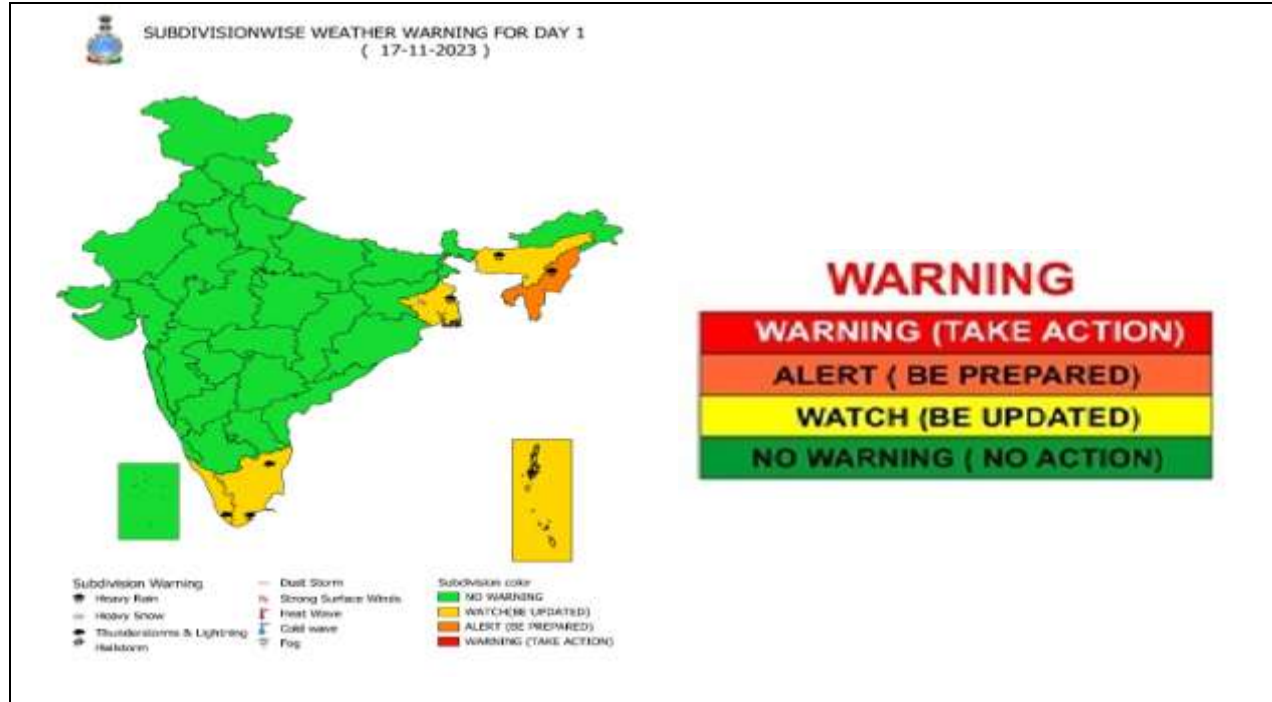 SUBDIVISIONWISE WEATHER WARNING FOR DAY 1
( 17-11-2023 )
WARNING
WARNING (TAKE ACTION)
ALERT ( BE PREPARED)
WATCH (BE UPDATED)
NO WARNING ( NO ACTION)
Subdivision Warning
Heavy Rain
Heavy Snow
Thunderstorms & Lightning
Hailstorm
Dust Storm
Strong Surface Winds
Heat Wave
Cold wave
Fog
Subdivision color
NO WARNING
WATCH(BE UPDATED)
ALERT (BE PREPARED)
WARNING (TAKE ACTION)